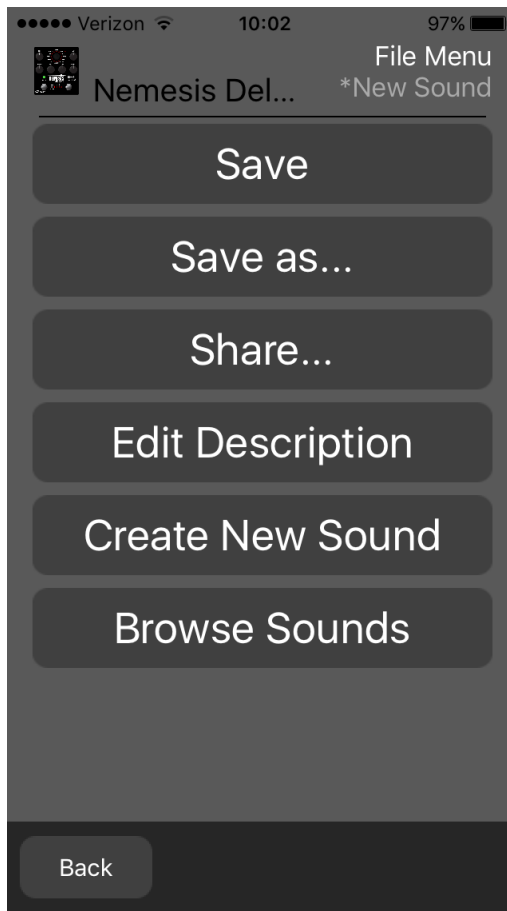 Verizon 10:02 97%
File Menu
Nemesis Del... *New Sound
Save
Save as...
Share...
Edit Description
Create New Sound
Browse Sounds
Back